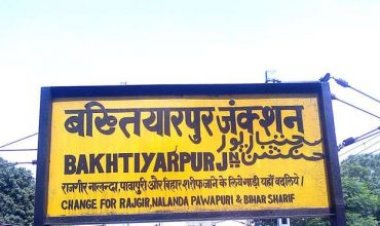 बख्तियारपुर जंक्शन
BAKHTIYARPUR JN
राजगीर नालन्दा, पावापुरी और बिहार शरीफ जाने के लिये गाड़ी यहाँ बदलिये।
CHANGE FOR RAJGIR, NALANDA PAWAPURI & BIHAR SHARIF